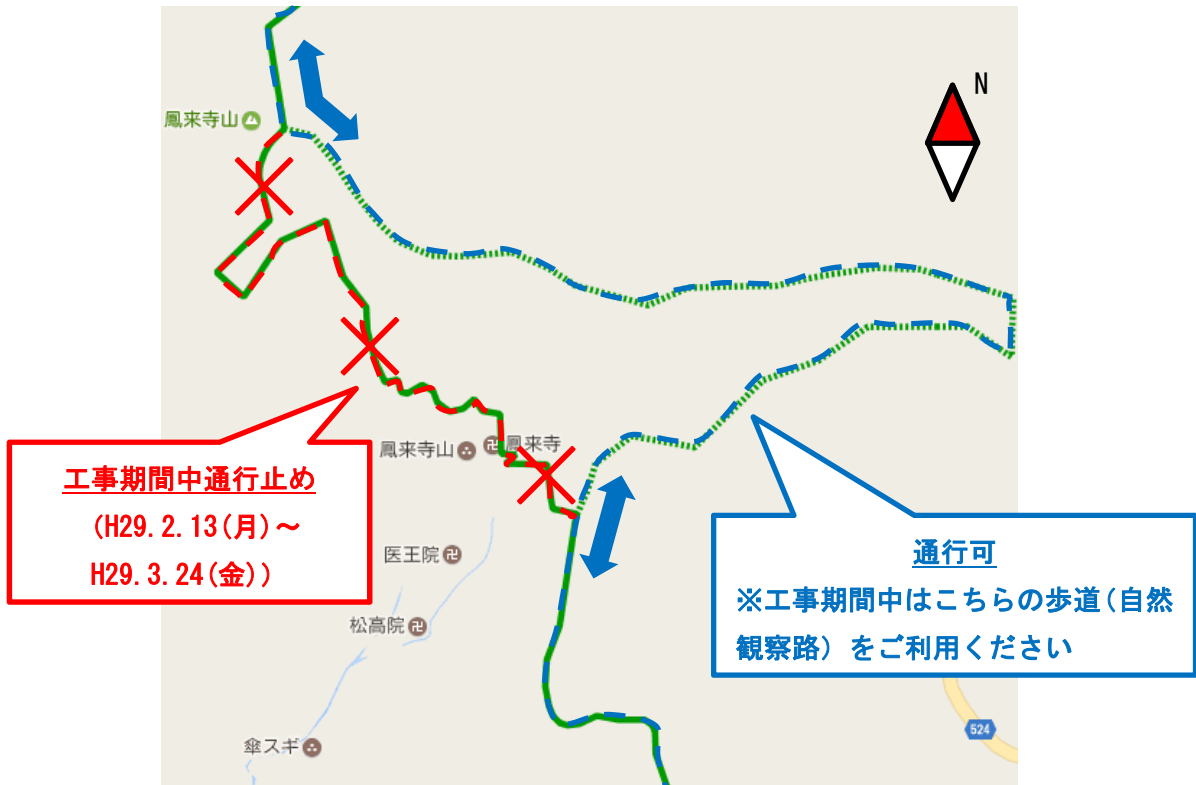 N
鳳来寺山
鳳来寺山
鳳来寺
工事期間中通行止め
(H29.2.13(月)～
H29.3.24(金))
通行可
※工事期間中はこちらの歩道(自然
観察路)をご利用ください
医王院
松高院
524
傘スギ